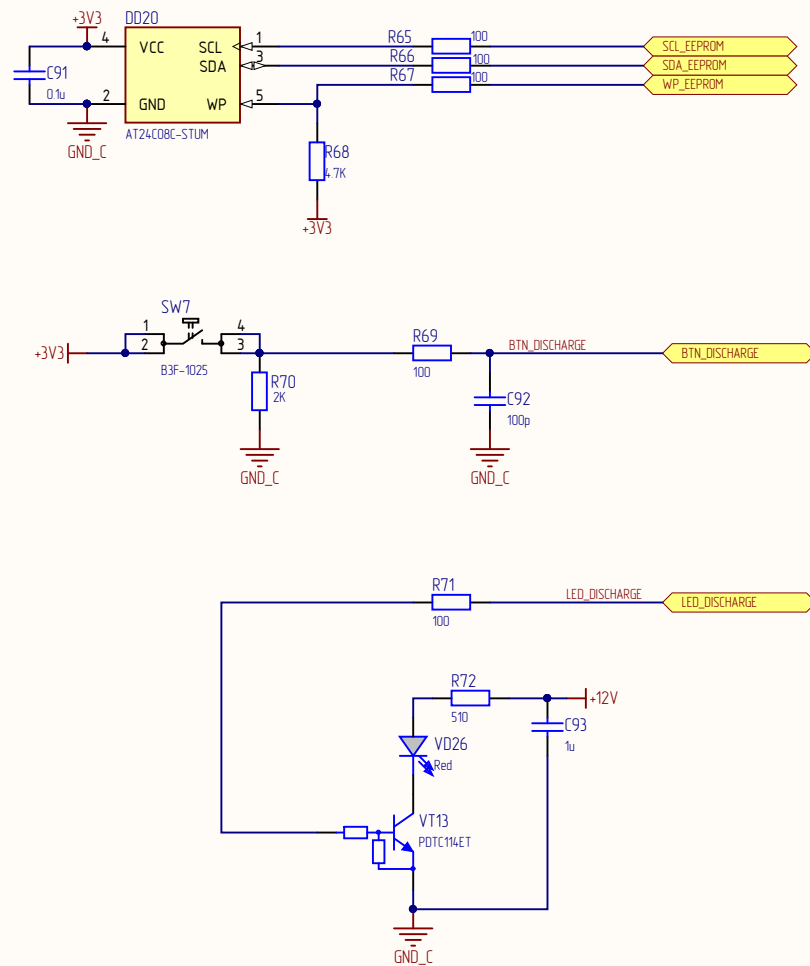 +3V3
DD20
4
VCC
SCL
1
R65
100
SCL_EEPROM
C91
0.1u
SDA
3
R66
100
SDA_EEPROM
R67
100
WP_EEPROM
2
GND
WP
5
GND_C
AT24C08C-STUM
R68
4.7K
+3V3
SW7
1
4
+3V3
2
3
B3F-1025
R69
100
BTN_DISCHARGE
BTN_DISCHARGE
R70
2K
C92
100p
GND_C
GND_C
R71
100
LED_DISCHARGE
LED_DISCHARGE
R72
510
+12V
C93
1u
VD26
Red
VT13
PDTC114ET
GND_C